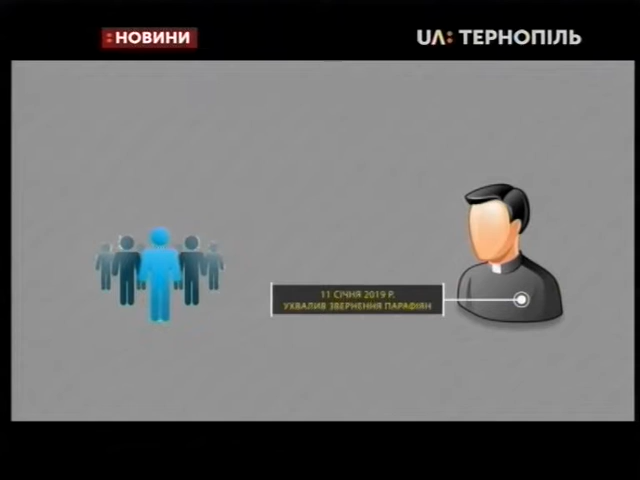 :НОВИНИ
UA: ТЕРНОПІЛЬ
11 СІЧНЯ 2019 Р.
УХВАЛИВ ЗВЕРНЕННЯ ПАРАФІЯН